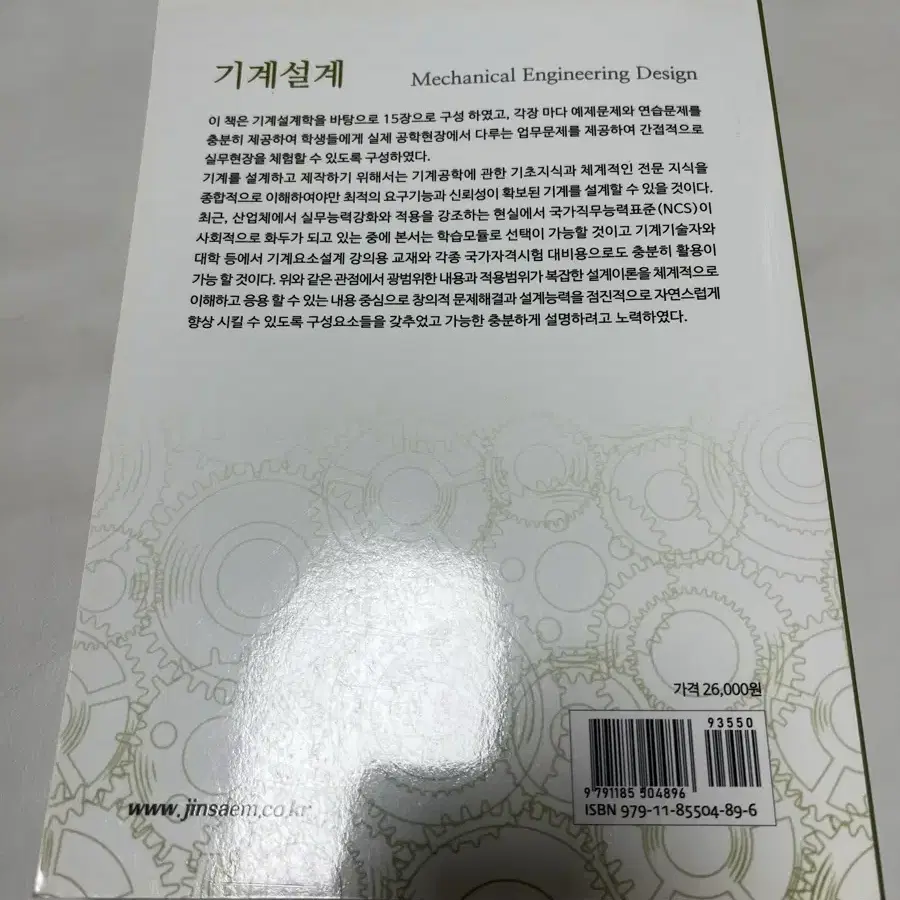 기계설계 Mechanical Engineering Design
이 책은 기계설계학을 바탕으로 15장으로 구성 하였고, 각장 마다 예제문제와 연습문제를
충분히 제공하여 학생들에게 실제 공학현장에서 다루는 업무문제를 제공하여 간접적으로
실무현장을 체험할 수 있도록 구성하였다.
기계를 설계하고 제작하기 위해서는 기계공학에 관한 기초지식과 체계적인 전문 지식을
종합적으로 이해하여야만 최적의 요구기능과 신뢰성이 확보된 기계를 설계할 수 있을 것이다.
최근, 산업체에서 실무능력강화와 적용을 강조하는 현실에서 국가직무능력표준(NCS)이
사회적으로 화두가 되고 있는 중에 본서는 학습모듈로 선택이 가능할 것이고 기계기술자와
대학 등에서 기계요소설계 강의용 교재와 각종 국가자격시험 대비용으로도 충분히 활용이
가능 할 것이다. 위와 같은 관점에서 광범위한 내용과 적용범위가 복잡한 설계이론을 체계적으로
이해하고 응용 할 수 있는 내용 중심으로 창의적 문제해결과 설계능력을 점진적으로 자연스럽게
향상 시킬 수 있도록 구성요소들을 갖추었고 가능한 충분하게 설명하려고 노력하였다.
가격 26,000원
93550
9 791185 504896
ISBN 979-11-85504-89-6
www.jinsaem.co.kr